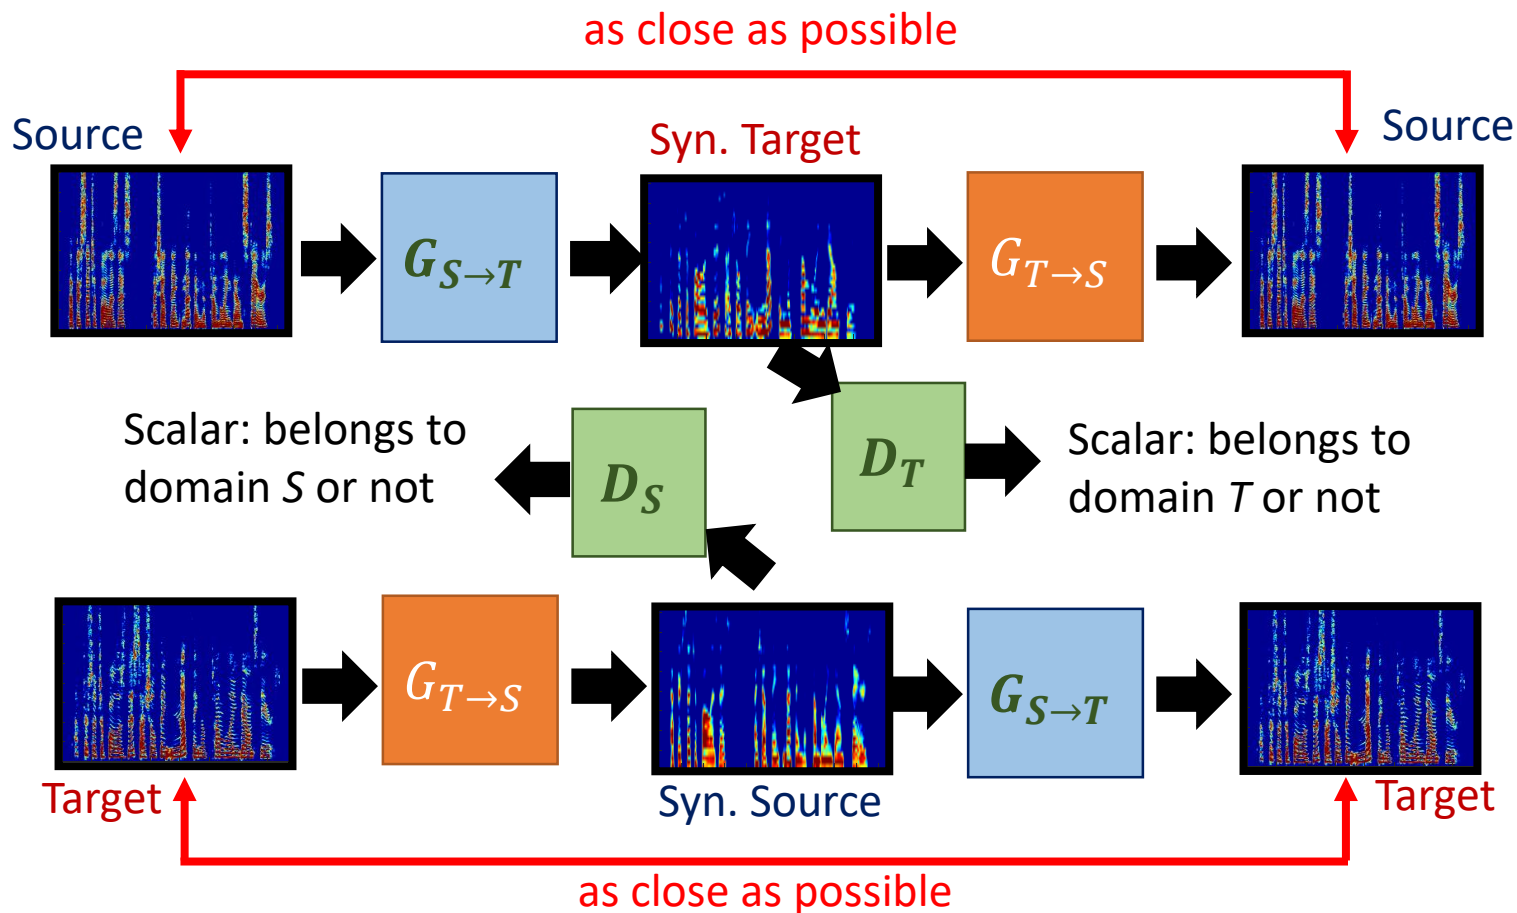 as close as possible
Source
Syn. Target
Source
G_{S→T}
G_{T→S}
Scalar: belongs to
domain S or not
D_S
D_T
Scalar: belongs to
domain T or not
G_{T→S}
G_{S→T}
Target
Syn. Source
Target
as close as possible